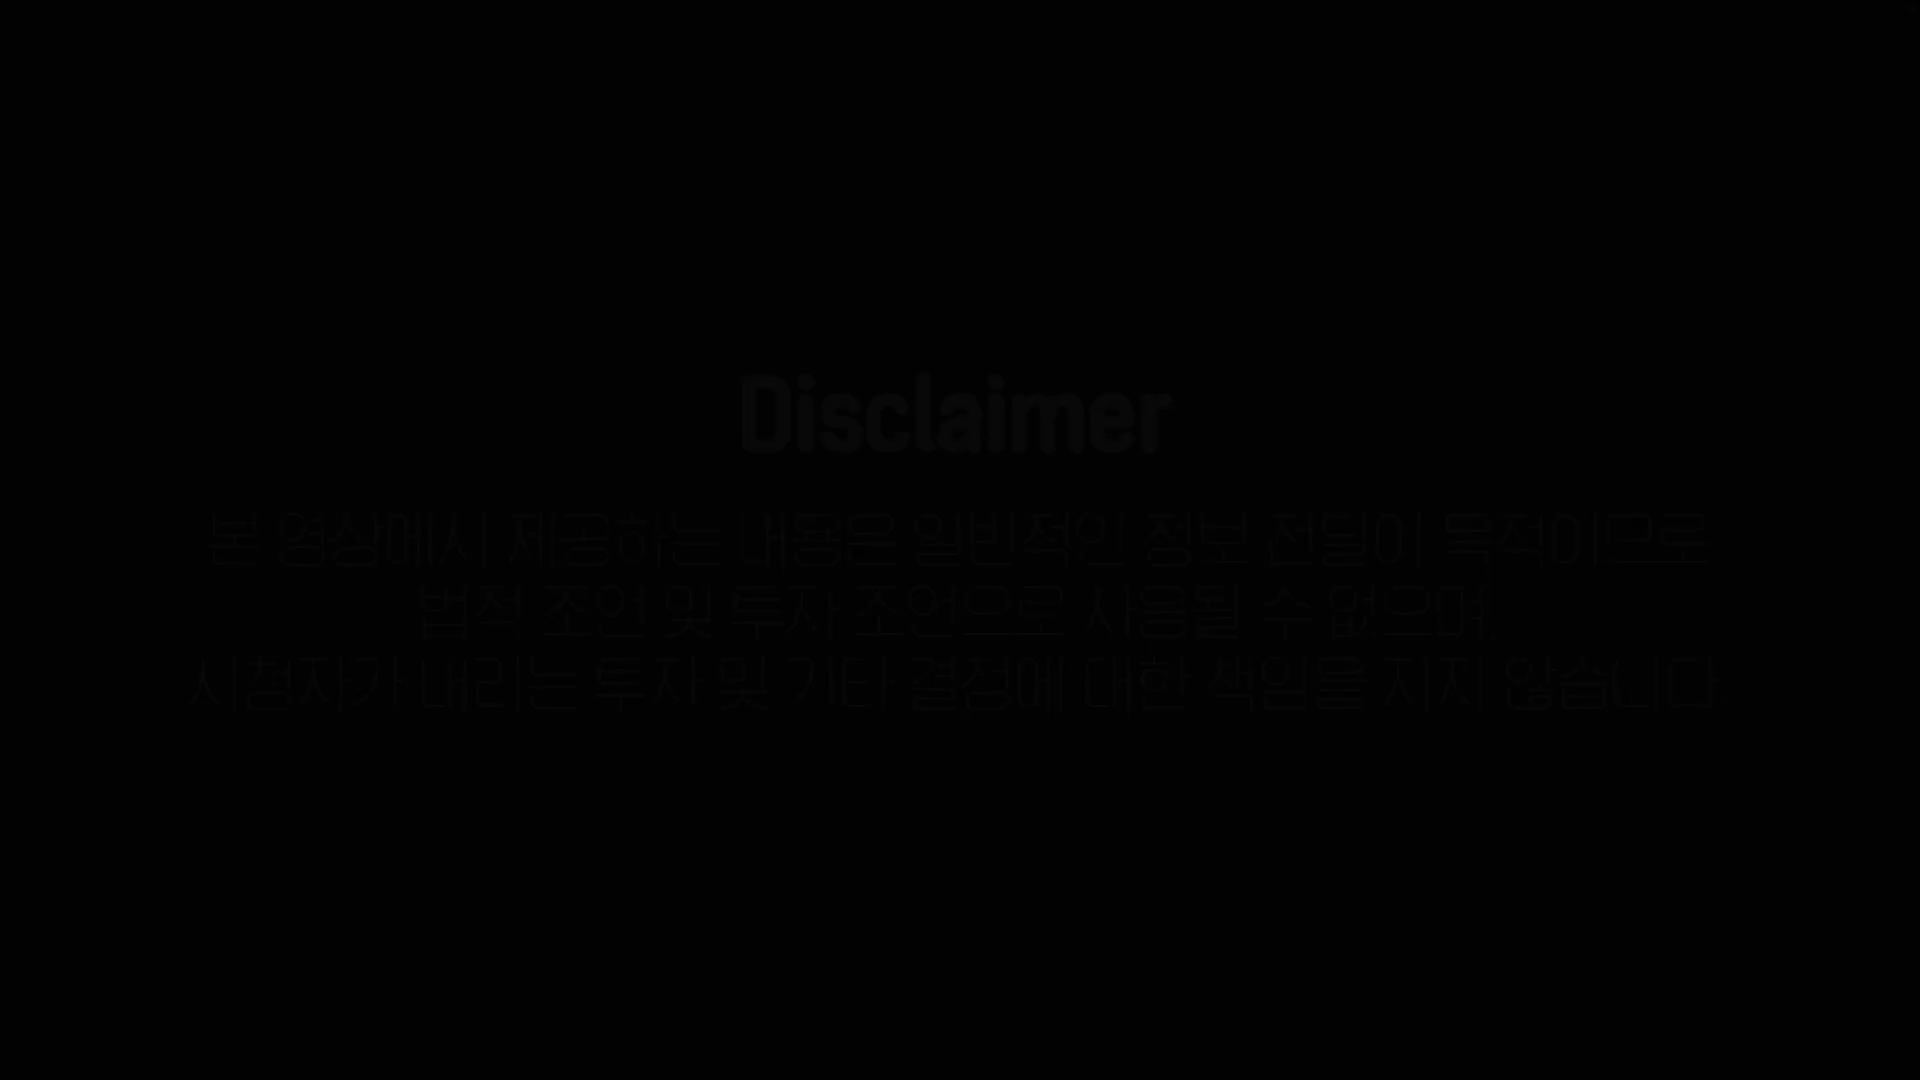 Disclaimer
본 영상에서 제공하는 내용은 일반적인 정보 전달이 목적이므로
법적 조언 및 투자 조언으로 사용될 수 없으며,
시청자가 내리는 투자 및 기타 결정에 대한 책임을 지지 않습니다.